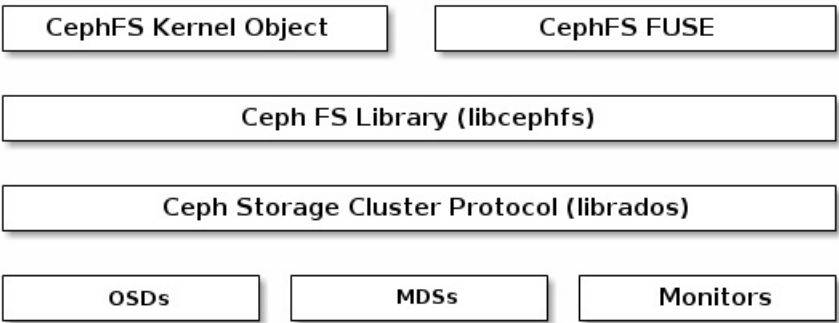 CephFS Kernel Object
CephFS FUSE
Ceph FS Library (libcephfs)
Ceph Storage Cluster Protocol (librados)
OSDs
MDSs
Monitors